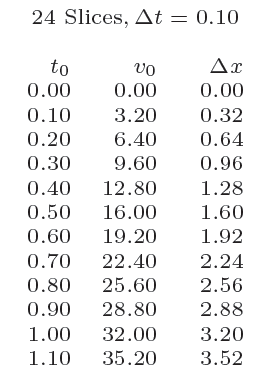 24 Slices, Δt = 0.10
t₀ v₀ Δx
0.00 0.00 0.00
0.10 3.20 0.32
0.20 6.40 0.64
0.30 9.60 0.96
0.40 12.80 1.28
0.50 16.00 1.60
0.60 19.20 1.92
0.70 22.40 2.24
0.80 25.60 2.56
0.90 28.80 2.88
1.00 32.00 3.20
1.10 35.20 3.52